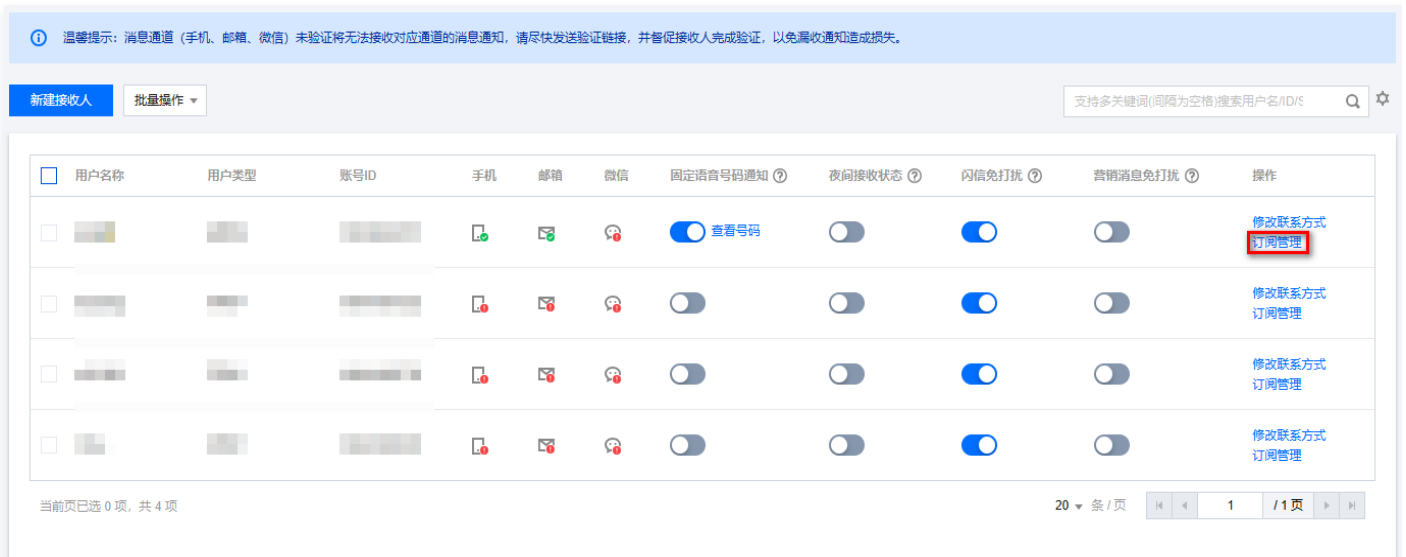 温馨提示：消息通道（手机、邮箱、微信）未验证将无法接收对应通道的消息通知，请尽快发送验证链接，并督促接收人完成验证，以免漏收通知造成损失。
新建接收人 批量操作 支持多关键词(间隔为空格)搜索用户名/ID/S
用户名称 用户类型 账号ID 手机 邮箱 微信 固定语音号码通知 夜间接收状态 闪信免打扰 营销消息免打扰 操作
查看号码 修改联系方式
订阅管理
修改联系方式
订阅管理
修改联系方式
订阅管理
修改联系方式
订阅管理
当前页已选 0 项，共 4 项 20 条 / 页 1 / 1 页